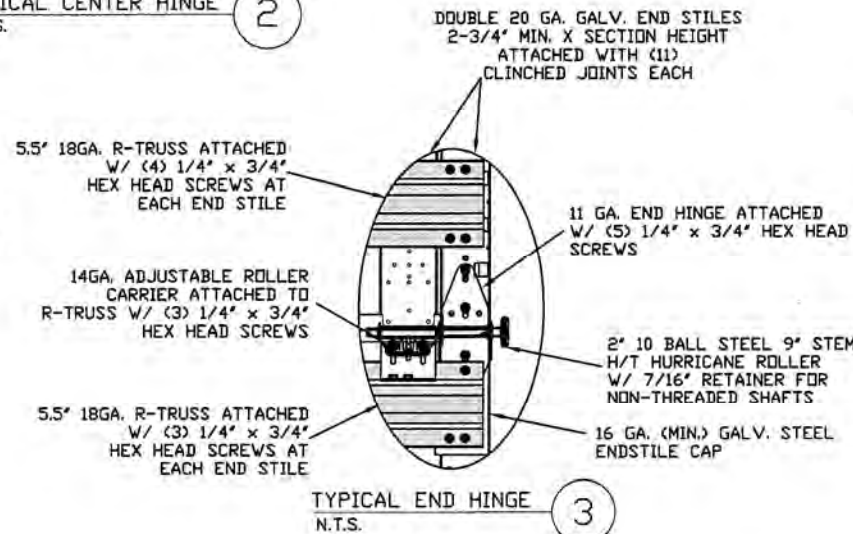 ICAL CENTER HINGE
S.
2
DOUBLE 20 GA. GALV. END STILES
2-3/4" MIN. X SECTION HEIGHT
ATTACHED WITH (11)
CLINCHED JOINTS EACH
5.5" 18GA. R-TRUSS ATTACHED
W/ (4) 1/4" x 3/4"
HEX HEAD SCREWS AT
EACH END STILE
11 GA. END HINGE ATTACHED
W/ (5) 1/4" x 3/4" HEX HEAD
SCREWS
14GA. ADJUSTABLE ROLLER
CARRIER ATTACHED TO
R-TRUSS W/ (3) 1/4" x 3/4"
HEX HEAD SCREWS
2" 10 BALL STEEL 9" STEM
H/T HURRICANE ROLLER
W/ 7/16" RETAINER FOR
NON-THREADED SHAFTS
5.5" 18GA. R-TRUSS ATTACHED
W/ (3) 1/4" x 3/4"
HEX HEAD SCREWS AT
EACH END STILE
16 GA. (MIN.) GALV. STEEL
ENDSTILE CAP
TYPICAL END HINGE
N.T.S.
3